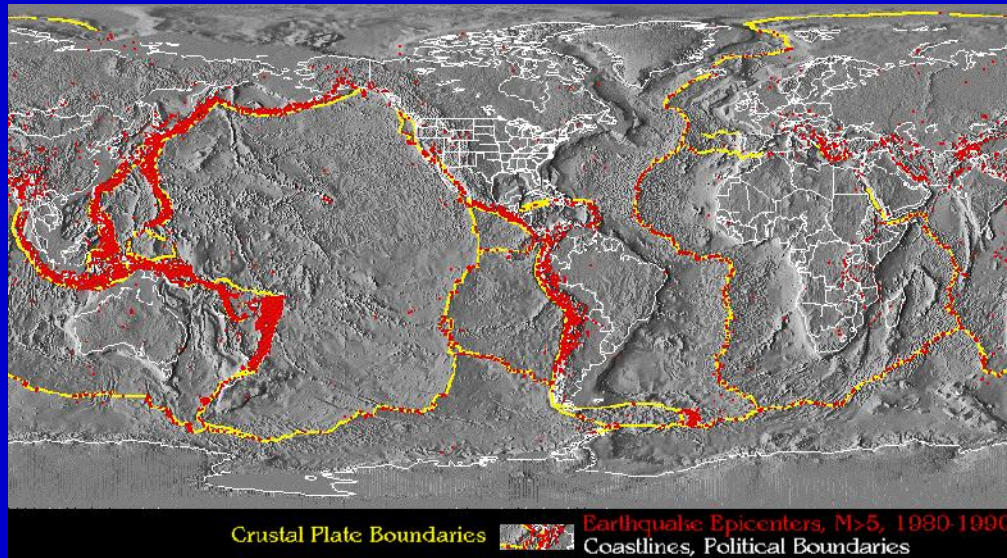 Crustal Plate Boundaries
Earthquake Epicenters, M>5, 1980-1990
Coastlines, Political Boundaries